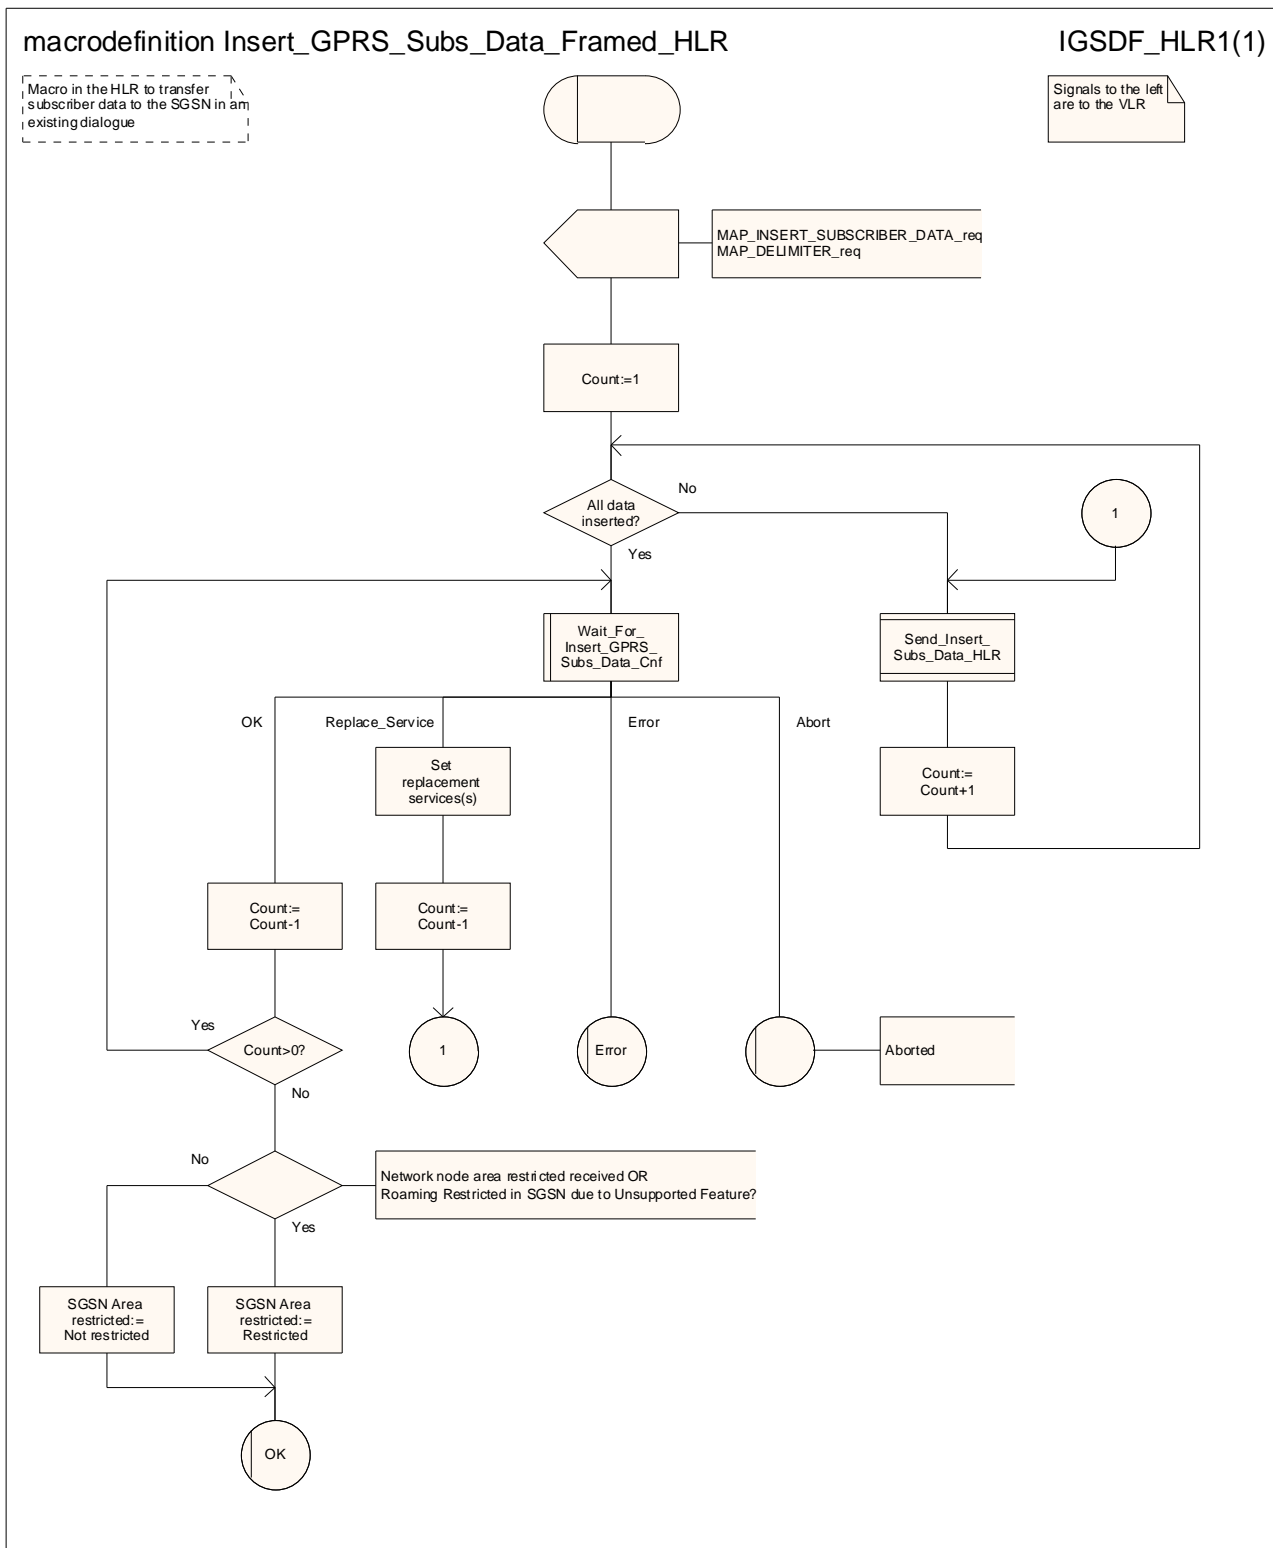 macrodefinition Insert_GPRS_Subs_Data_Framed_HLR
IGSDF_HLR1(1)
Macro in the HLR to transfer
subscriber data to the SGSN in an
existing dialogue
Signals to the left
are to the VLR
MAP_INSERT_SUBSCRIBER_DATA_req
MAP_DELIMITER_req
Count:=1
All data
inserted?
No
Yes
1
Wait_For_
Insert_GPRS_
Subs_Data_Cnf
Send_Insert_
Subs_Data_HLR
OK
Replace_Service
Error
Abort
Set
replacement
services(s)
Count:=
Count+1
Count:=
Count-1
Count:=
Count-1
Yes
Count>0?
1
Error
Aborted
No
No
Network node area restricted received OR
Roaming Restricted in SGSN due to Unsupported Feature?
Yes
SGSN Area
restricted:=
Not restricted
SGSN Area
restricted:=
Restricted
OK